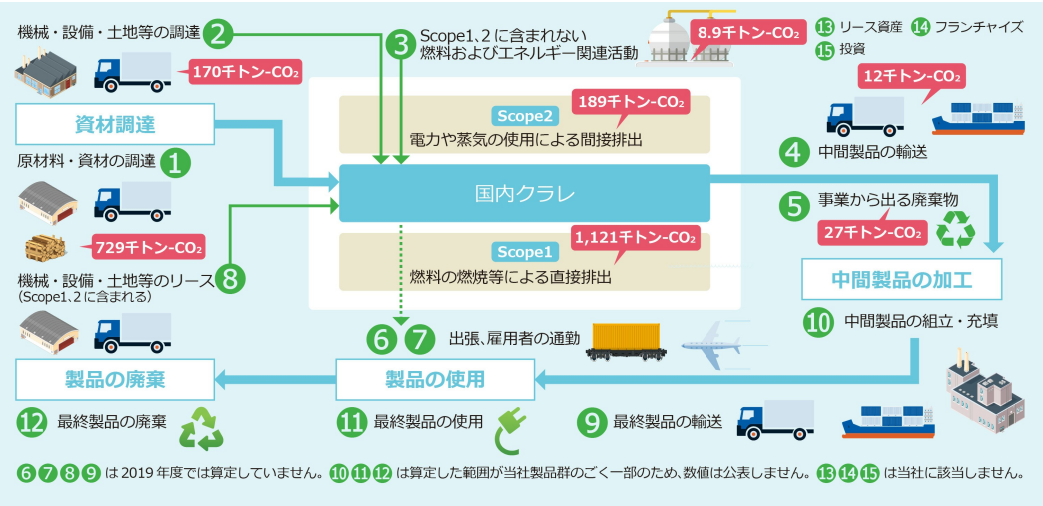 機械・設備・土地等の調達 2
170千トン-CO₂
資材調達
原材料・資材の調達 1
729千トン-CO₂
機械・設備・土地等のリース 8
(Scope1、2に含まれる)
3 Scope1、2に含まれない
燃料およびエネルギー関連活動
8.9千トン-CO₂
13 リース資産 14 フランチャイズ
15 投資
12千トン-CO₂
4 中間製品の輸送
Scope2
189千トン-CO₂
電力や蒸気の使用による間接排出
国内クラレ
Scope1
1,121千トン-CO₂
燃料の燃焼等による直接排出
5 事業から出る廃棄物
27千トン-CO₂
中間製品の加工
10 中間製品の組立・充填
6 7 出張、雇用者の通勤
製品の廃棄
製品の使用
12 最終製品の廃棄
11 最終製品の使用
9 最終製品の輸送
6 7 8 9 は2019年度では算定していません。10 11 12 は算定した範囲が当社製品群のごく一部のため、数値は公表しません。13 14 15 は当社に該当しません。